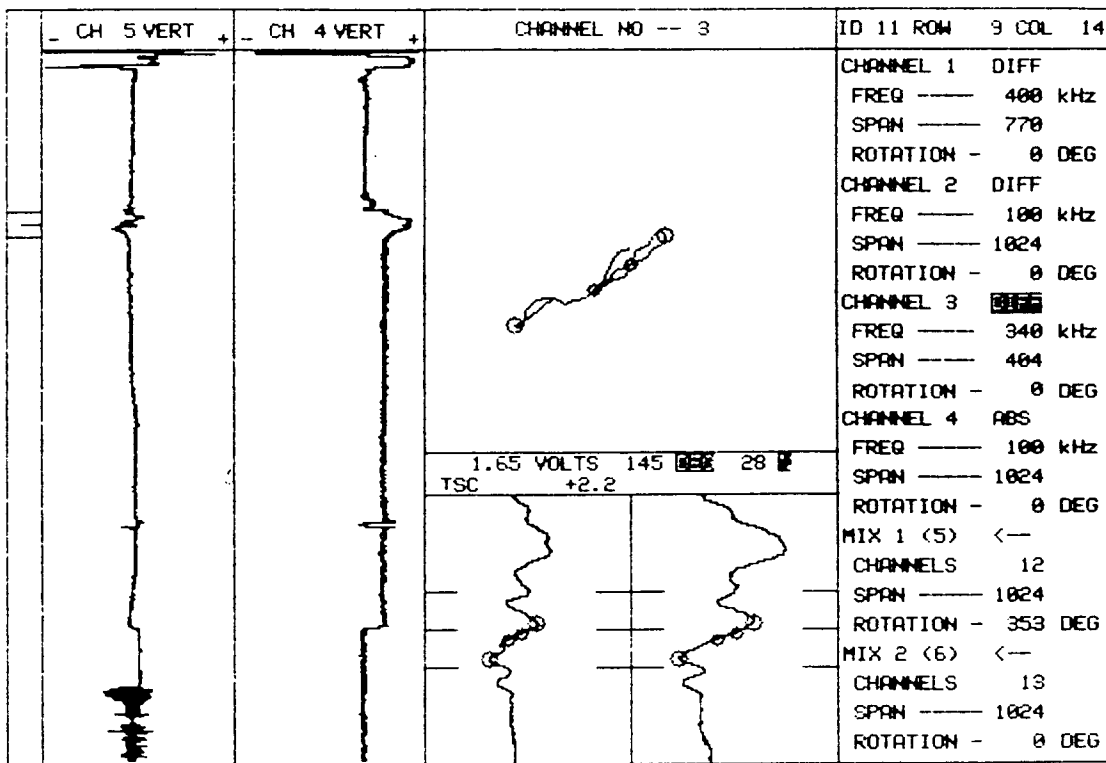 - CH 5 VERT +
- CH 4 VERT +
CHANNEL NO -- 3
ID 11 ROW 9 COL 14
CHANNEL 1 DIFF
FREQ ---- 400 kHz
SPAN ---- 770
ROTATION - 0 DEG
CHANNEL 2 DIFF
FREQ ---- 100 kHz
SPAN ---- 1024
ROTATION - 0 DEG
CHANNEL 3 DIFF
FREQ ---- 340 kHz
SPAN ---- 404
ROTATION - 0 DEG
CHANNEL 4 ABS
FREQ ---- 100 kHz
SPAN ---- 1024
ROTATION - 0 DEG
MIX 1 (5) <--
CHANNELS 12
SPAN ---- 1024
ROTATION - 353 DEG
MIX 2 (6) <--
CHANNELS 13
SPAN ---- 1024
ROTATION - 0 DEG
1.65 VOLTS 145 DEG 28
TSC +2.2